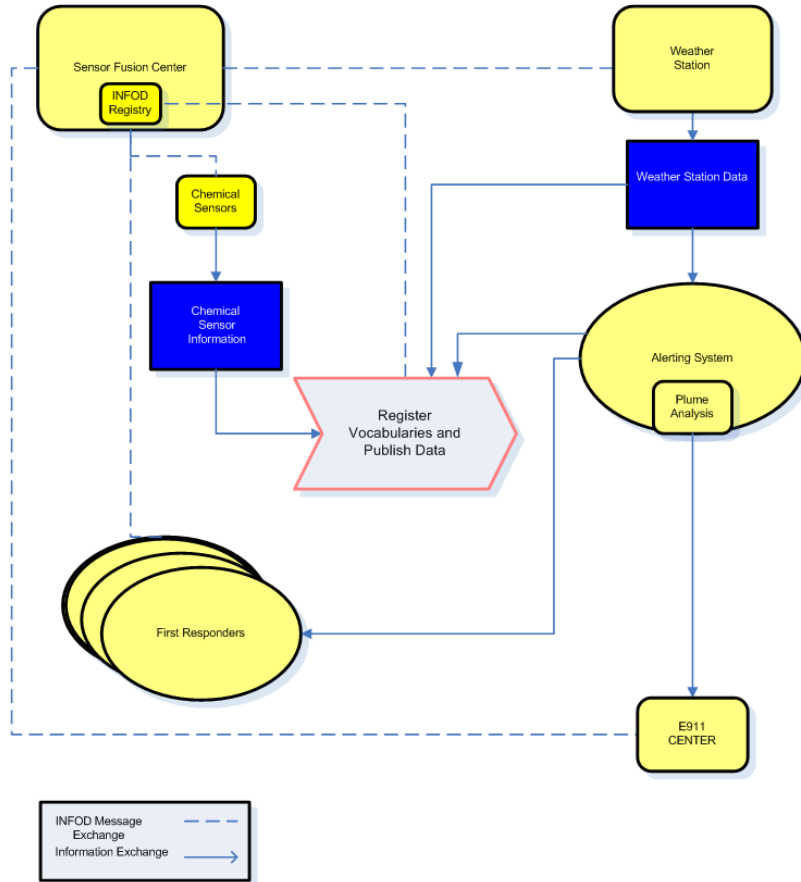 Sensor Fusion Center
INFOD
Registry
Weather
Station
Weather Station Data
Chemical
Sensors
Chemical
Sensor
Information
Alerting System
Plume
Analysis
Register
Vocabularies and
Publish Data
First Responders
E911
CENTER
INFOD Message
Exchange
Information Exchange